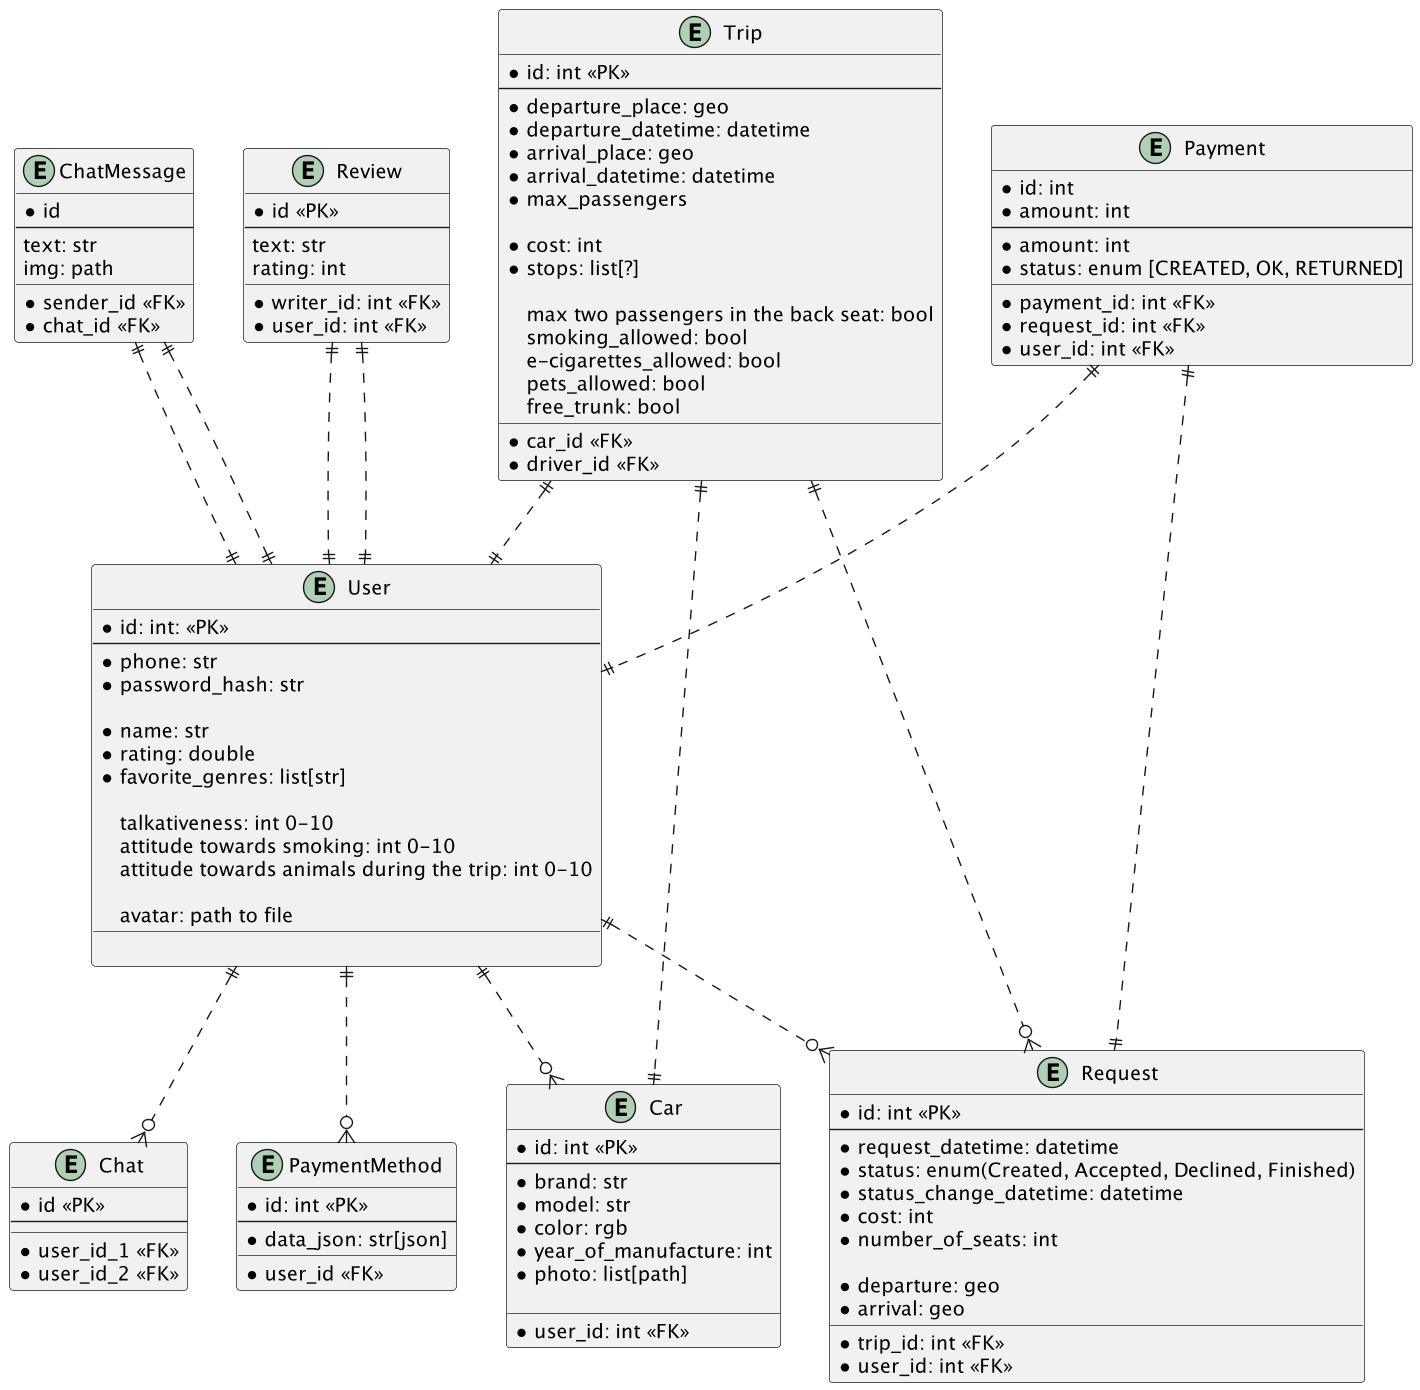 E Trip
id: int «PK»
departure_place: geo
departure_datetime: datetime
arrival_place: geo
arrival_datetime: datetime
max_passengers
cost: int
stops: list[?]
max two passengers in the back seat: bool
smoking_allowed: bool
e-cigarettes_allowed: bool
pets_allowed: bool
free_trunk: bool
car_id «FK»
driver_id «FK»
E Payment
id: int
amount: int
amount: int
status: enum [CREATED, OK, RETURNED]
payment_id: int «FK»
request_id: int «FK»
user_id: int «FK»
E ChatMessage
id
text: str
img: path
sender_id «FK»
chat_id «FK»
E Review
id «PK»
text: str
rating: int
writer_id: int «FK»
user_id: int «FK»
E User
id: int: «PK»
phone: str
password_hash: str
name: str
rating: double
favorite_genres: list[str]
talkativeness: int 0-10
attitude towards smoking: int 0-10
attitude towards animals during the trip: int 0-10
avatar: path to file
E Chat
id «PK»
user_id_1 «FK»
user_id_2 «FK»
E PaymentMethod
id: int «PK»
data_json: str[json]
user_id «FK»
E Car
id: int «PK»
brand: str
model: str
color: rgb
year_of_manufacture: int
photo: list[path]
user_id: int «FK»
E Request
id: int «PK»
request_datetime: datetime
status: enum(Created, Accepted, Declined, Finished)
status_change_datetime: datetime
cost: int
number_of_seats: int
departure: geo
arrival: geo
trip_id: int «FK»
user_id: int «FK»